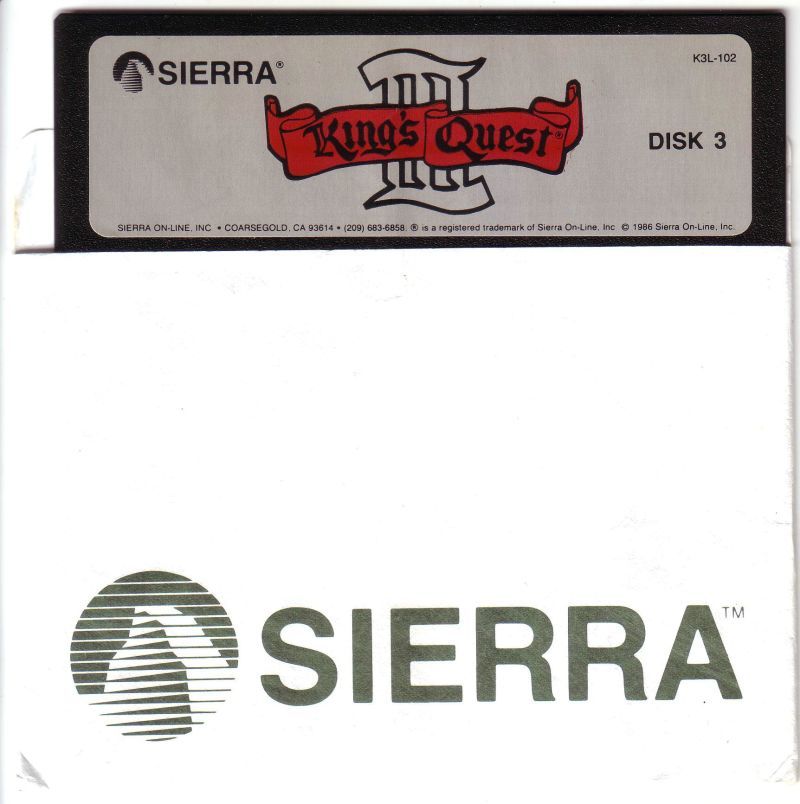 SIERRA®
K3L-102
III
King's Quest®
DISK 3
SIERRA ON-LINE, INC • COARSEGOLD, CA 93614 • (209) 683-6858 ® is a registered trademark of Sierra On-Line, Inc © 1986 Sierra On-Line, Inc.
SIERRA™